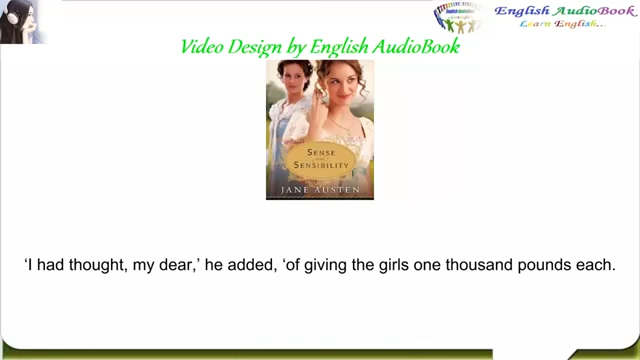 English AudioBook
Learn English...
Video Design by English AudioBook
SENSE
and
SENSIBILITY
JANE AUSTEN
‘I had thought, my dear,’ he added, ‘of giving the girls one thousand pounds each.